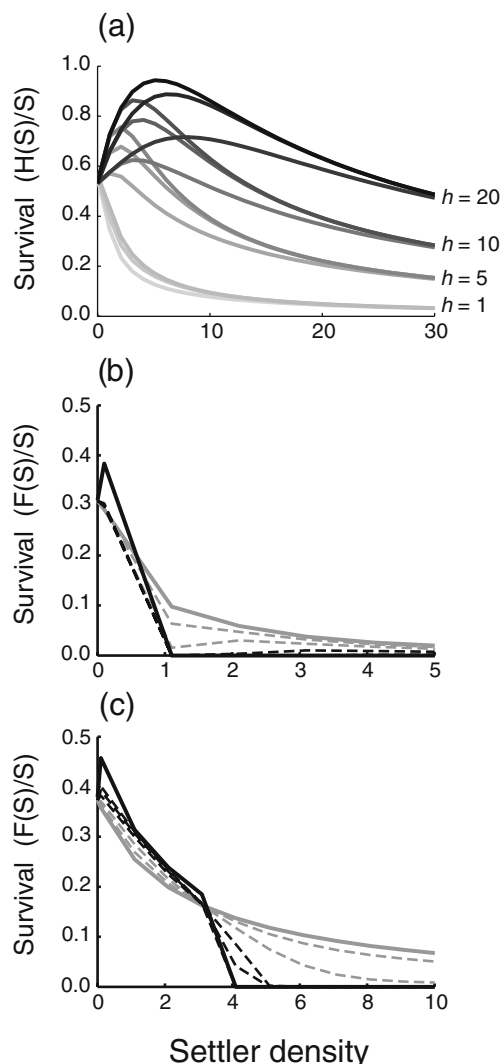 (a)
Survival (H(S)/S)
1.0
0.8
0.6
0.4
0.2
0.0
h = 20
h = 10
h = 5
h = 1
0 10 20 30
(b)
Survival (F(S)/S)
0.5
0.4
0.3
0.2
0.1
0.0
0 1 2 3 4 5
(c)
Survival (F(S)/S)
0.5
0.4
0.3
0.2
0.1
0.0
0 2 4 6 8 10
Settler density